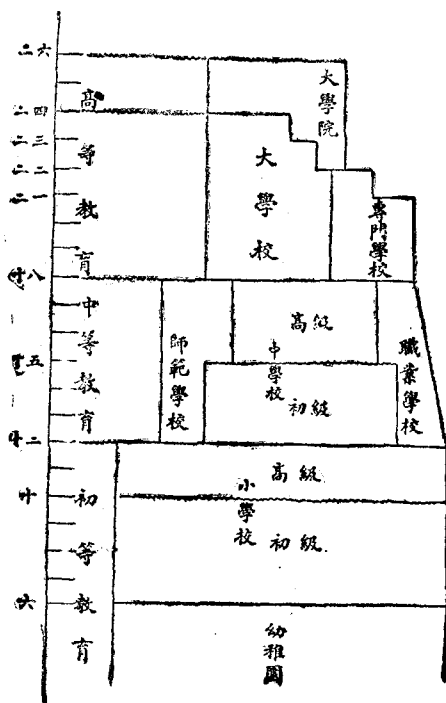 二六
二四
二三
二二
二一
十八
十五
十二
十
六
高等教育
中等教育
初等教育
大學院
大學校
專門學校
師範學校
高級
中學校
初級
職業學校
高級
小學校
初級
幼稚園